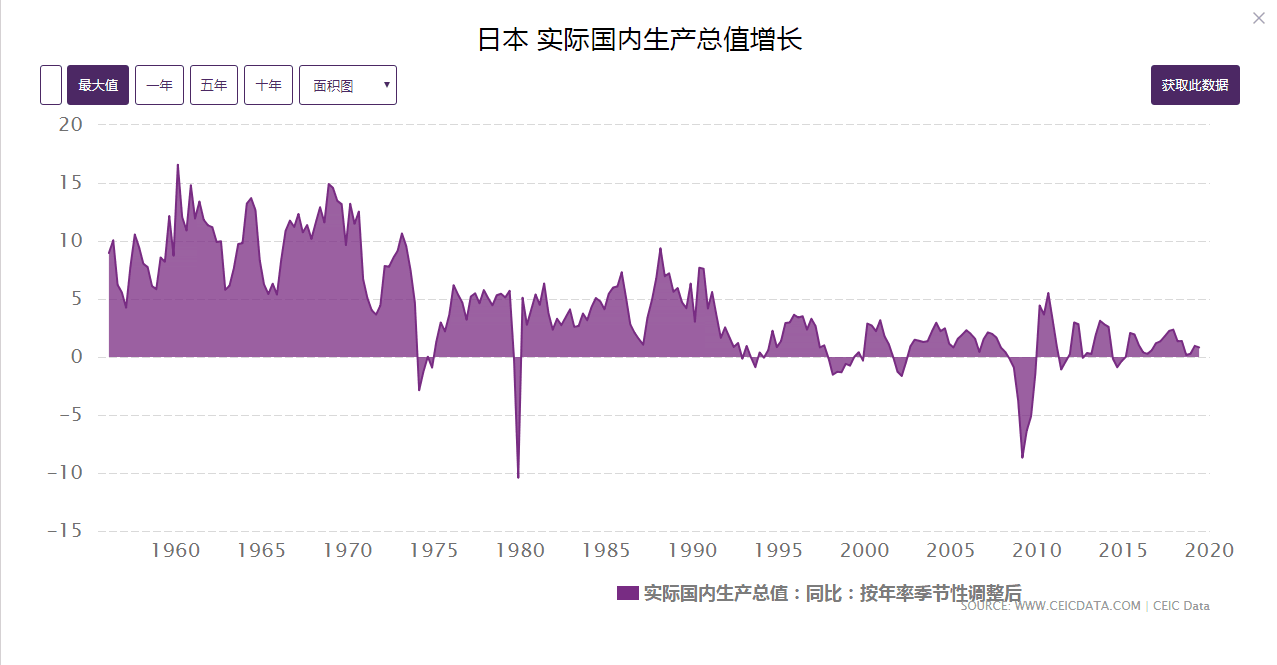 ×
日本 实际国内生产总值增长
最大值 一年 五年 十年 面积图 ▼ 获取此数据
20
15
10
5
0
−5
−10
−15
1960 1965 1970 1975 1980 1985 1990 1995 2000 2005 2010 2015 2020
实际国内生产总值：同比：按年率季节性调整后
SOURCE: WWW.CEICDATA.COM | CEIC Data